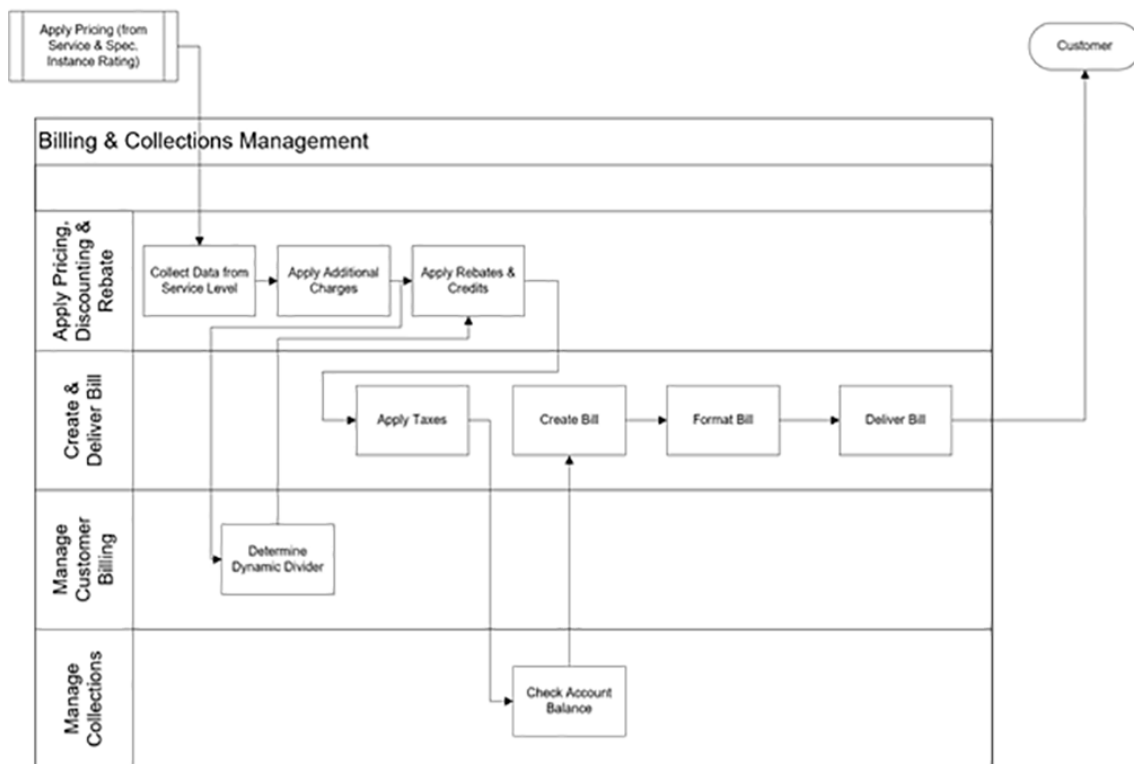 Apply Pricing (from
Service & Spec.
Instance Rating)
Customer
Billing & Collections Management
Apply Pricing,
Discounting &
Rebate
Collect Data from
Service Level
Apply Additional
Charges
Apply Rebates &
Credits
Create &
Deliver Bill
Apply Taxes
Create Bill
Format Bill
Deliver Bill
Manage
Customer
Billing
Determine
Dynamic Divider
Manage
Collections
Check Account
Balance